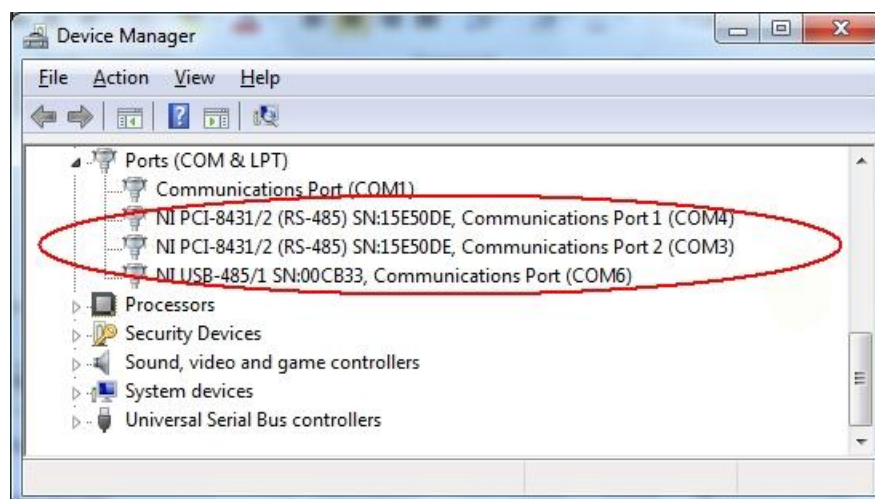 Device Manager
File Action View Help
Ports (COM & LPT)
Communications Port (COM1)
NI PCI-8431/2 (RS-485) SN:15E50DE, Communications Port 1 (COM4)
NI PCI-8431/2 (RS-485) SN:15E50DE, Communications Port 2 (COM3)
NI USB-485/1 SN:00CB33, Communications Port (COM6)
Processors
Security Devices
Sound, video and game controllers
System devices
Universal Serial Bus controllers